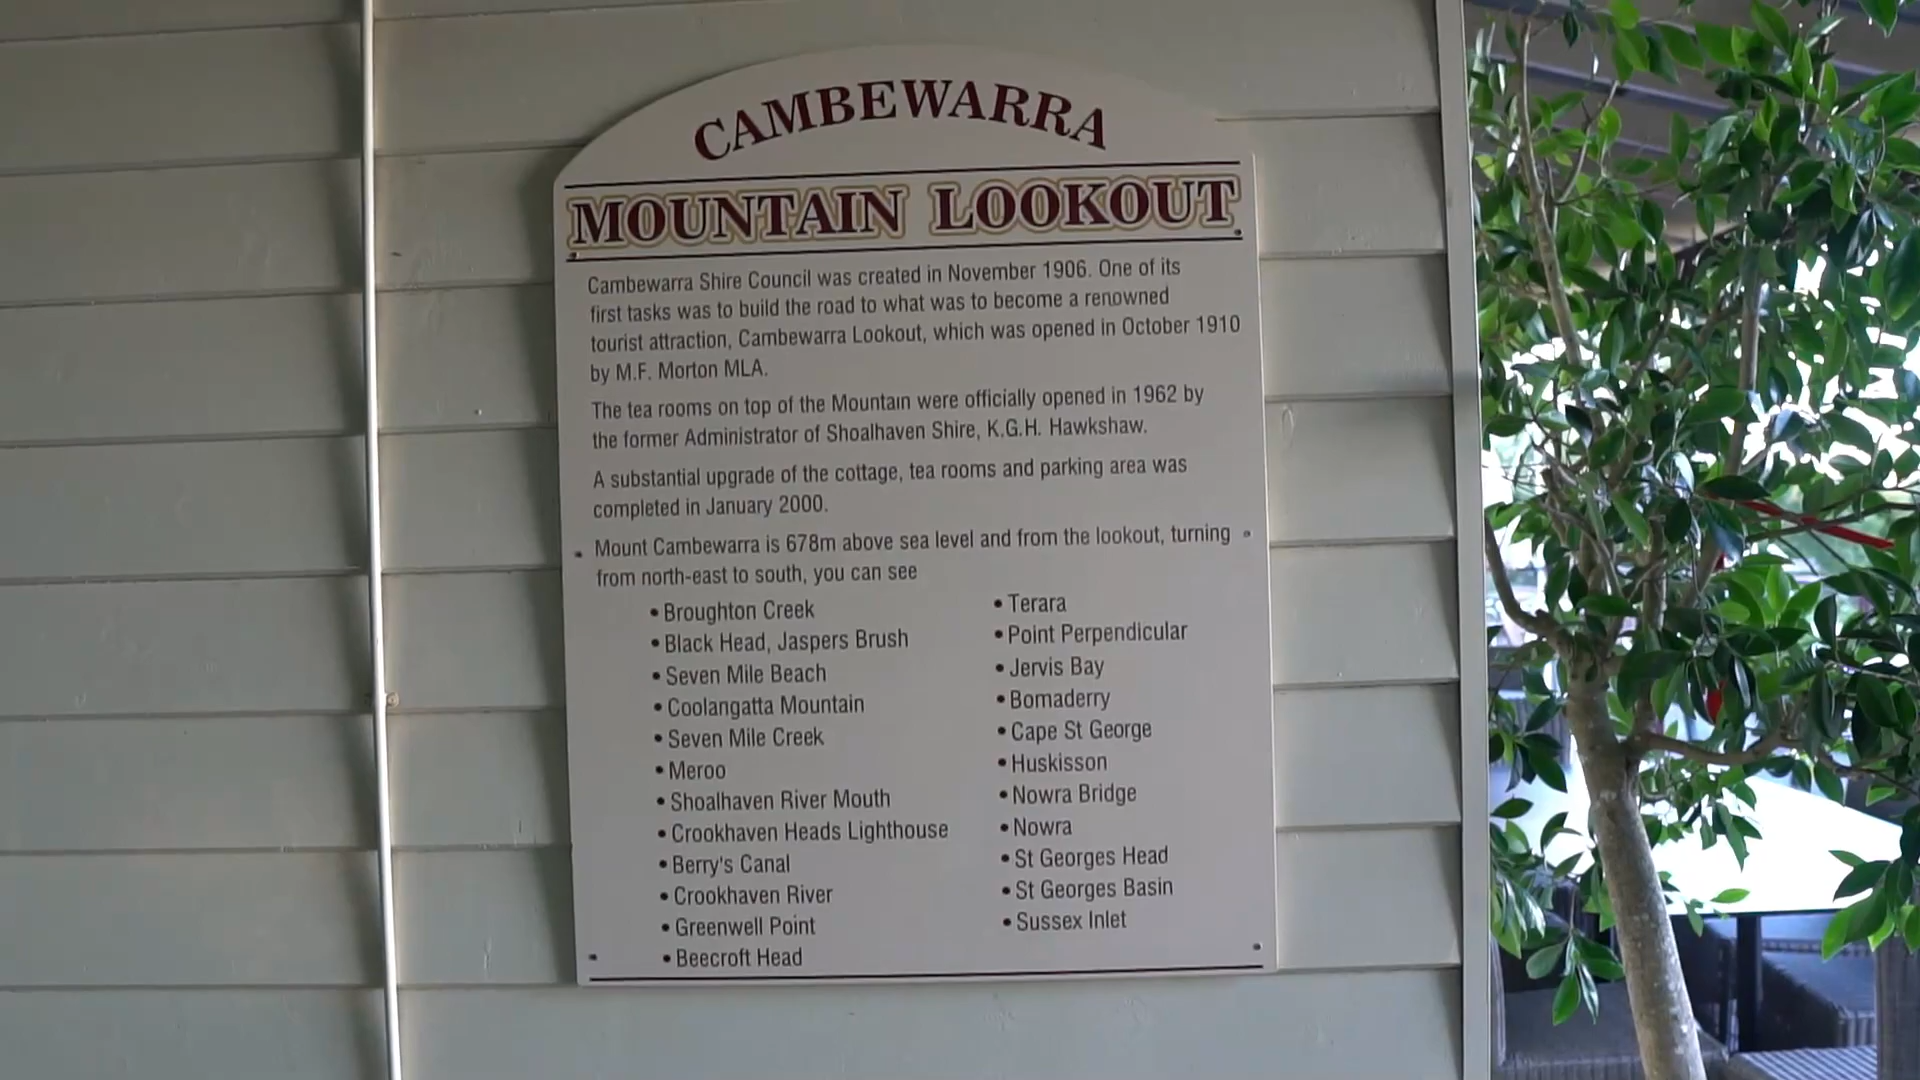 CAMBEWARRA
MOUNTAIN LOOKOUT
Cambewarra Shire Council was created in November 1906. One of its
first tasks was to build the road to what was to become a renowned
tourist attraction, Cambewarra Lookout, which was opened in October 1910
by M.F. Morton MLA.
The tea rooms on top of the Mountain were officially opened in 1962 by
the former Administrator of Shoalhaven Shire, K.G.H. Hawkshaw.
A substantial upgrade of the cottage, tea rooms and parking area was
completed in January 2000.
Mount Cambewarra is 678m above sea level and from the lookout, turning
from north-east to south, you can see
• Broughton Creek
• Black Head, Jaspers Brush
• Seven Mile Beach
• Coolangatta Mountain
• Seven Mile Creek
• Meroo
• Shoalhaven River Mouth
• Crookhaven Heads Lighthouse
• Berry's Canal
• Crookhaven River
• Greenwell Point
• Beecroft Head
• Terara
• Point Perpendicular
• Jervis Bay
• Bomaderry
• Cape St George
• Huskisson
• Nowra Bridge
• Nowra
• St Georges Head
• St Georges Basin
• Sussex Inlet